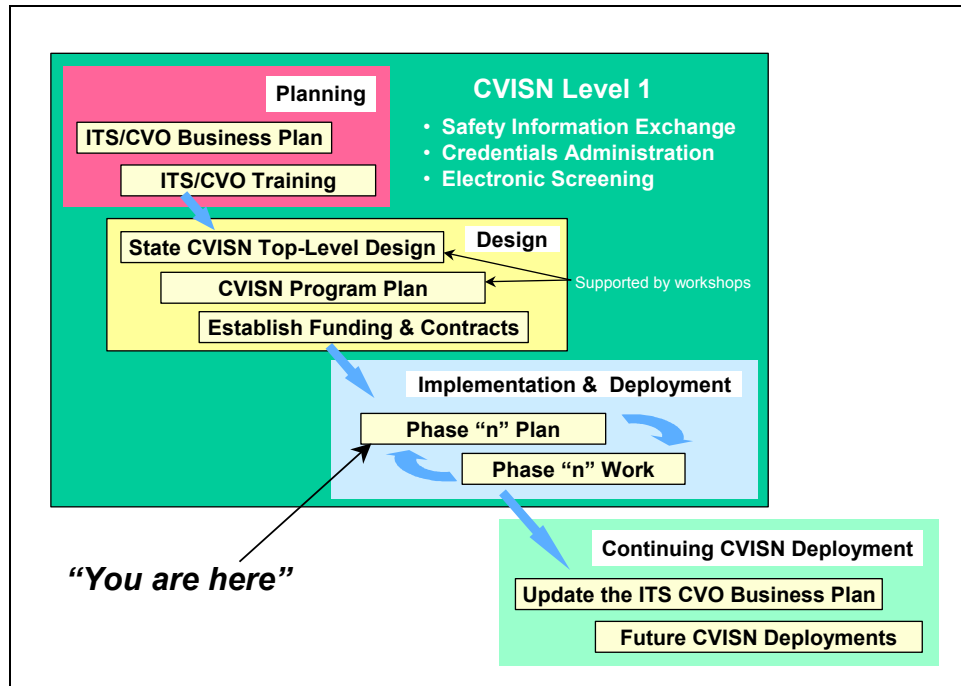 Planning
ITS/CVO Business Plan
ITS/CVO Training
CVISN Level 1
• Safety Information Exchange
• Credentials Administration
• Electronic Screening
State CVISN Top-Level Design
Design
CVISN Program Plan
Supported by workshops
Establish Funding & Contracts
Implementation & Deployment
Phase “n” Plan
Phase “n” Work
“You are here”
Continuing CVISN Deployment
Update the ITS CVO Business Plan
Future CVISN Deployments